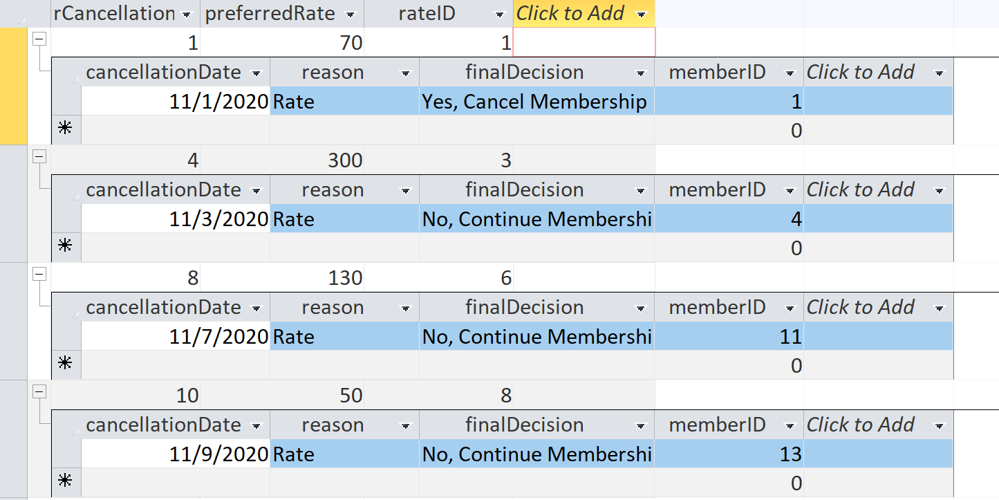 rCancellation preferredRate rateID Click to Add
1 70 1
cancellationDate reason finalDecision memberID Click to Add
11/1/2020 Rate Yes, Cancel Membership 1
0
4 300 3
cancellationDate reason finalDecision memberID Click to Add
11/3/2020 Rate No, Continue Membershi 4
0
8 130 6
cancellationDate reason finalDecision memberID Click to Add
11/7/2020 Rate No, Continue Membershi 11
0
10 50 8
cancellationDate reason finalDecision memberID Click to Add
11/9/2020 Rate No, Continue Membershi 13
0